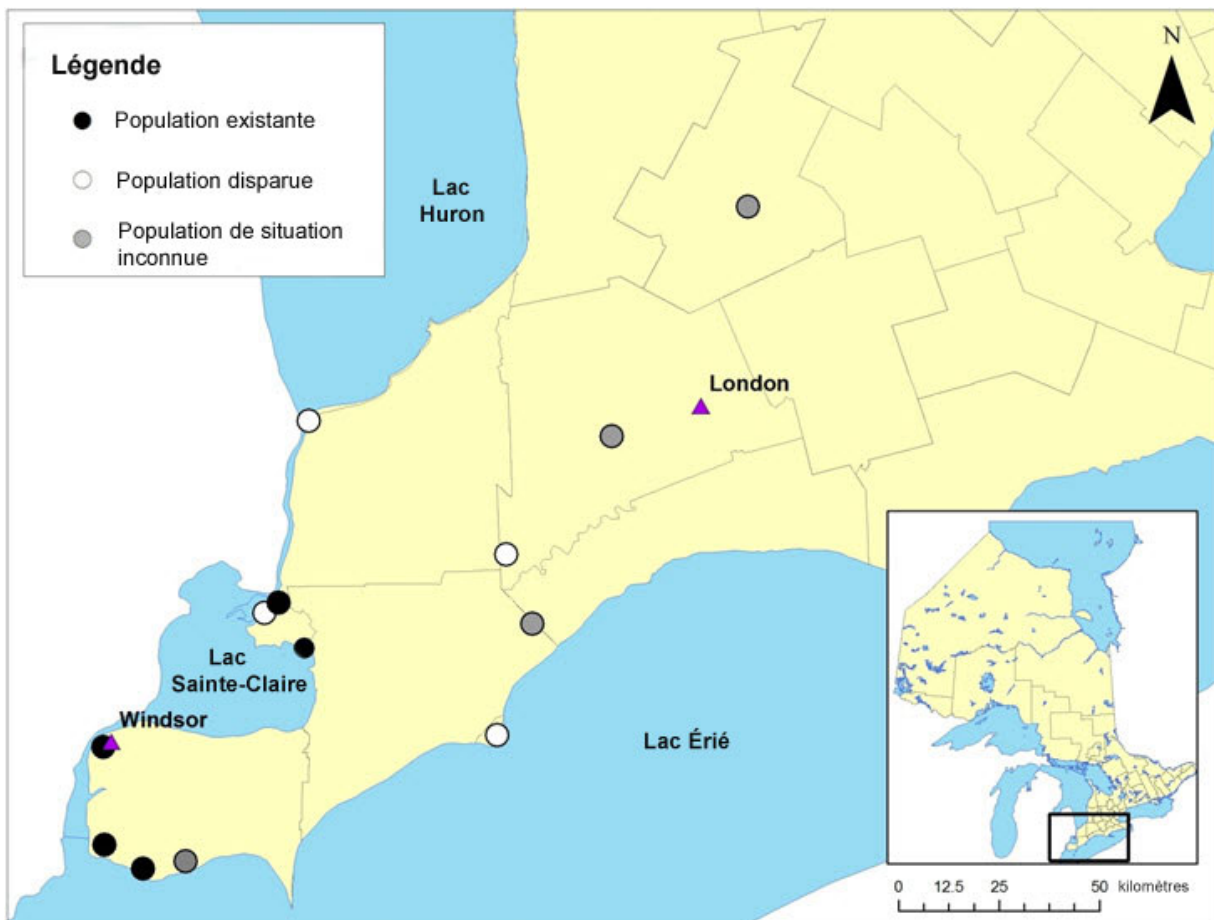 Légende
Population existante
Population disparue
Population de situation
inconnue
N
Lac
Huron
London
Lac
Sainte-Claire
Windsor
Lac Érié
0 12.5 25 50 kilomètres